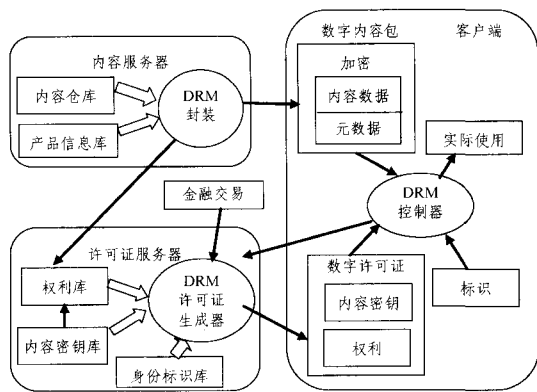 内容服务器
内容仓库
产品信息库
DRM
封装
数字内容包
客户端
加密
内容数据
元数据
实际使用
DRM
控制器
金融交易
许可证服务器
权利库
内容密钥库
DRM
许可证
生成器
身份标识库
数字许可证
内容密钥
权利
标识